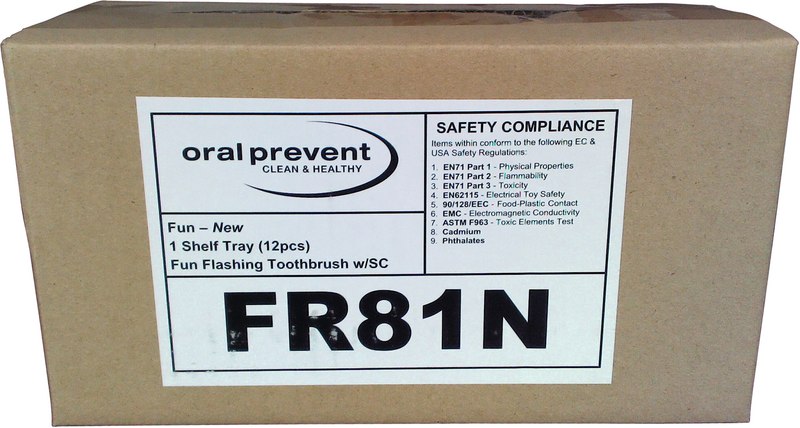 oral prevent
CLEAN & HEALTHY
Fun – New
1 Shelf Tray (12pcs)
Fun Flashing Toothbrush w/SC
SAFETY COMPLIANCE
Items within conform to the following EC &
USA Safety Regulations:
1. EN71 Part 1 - Physical Properties
2. EN71 Part 2 - Flammability
3. EN71 Part 3 - Toxicity
4. EN62115 - Electrical Toy Safety
5. 90/128/EEC - Food-Plastic Contact
6. EMC - Electromagnetic Conductivity
7. ASTM F963 - Toxic Elements Test
8. Cadmium
9. Phthalates
FR81N